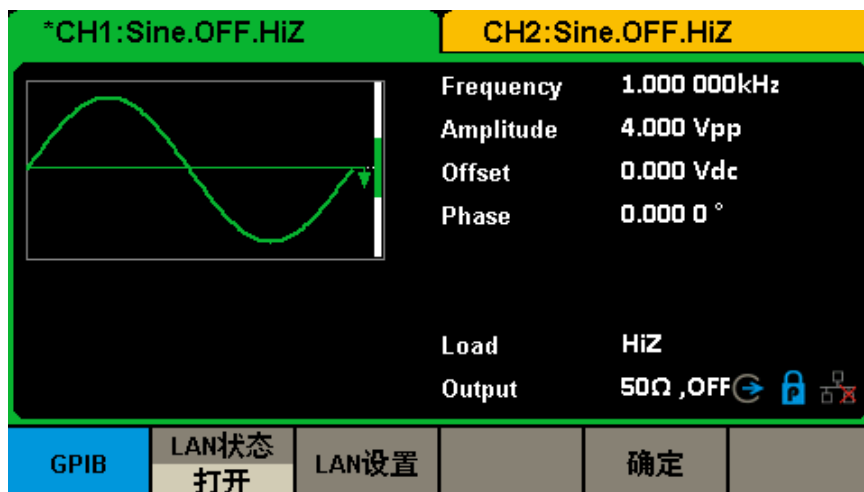 *CH1:Sine.OFF.HiZ
CH2:Sine.OFF.HiZ
Frequency 1.000 000kHz
Amplitude 4.000 Vpp
Offset 0.000 Vdc
Phase 0.000 0 °
Load HiZ
Output 50Ω ,OFF
P
GPIB
LAN状态
打开
LAN设置
确定